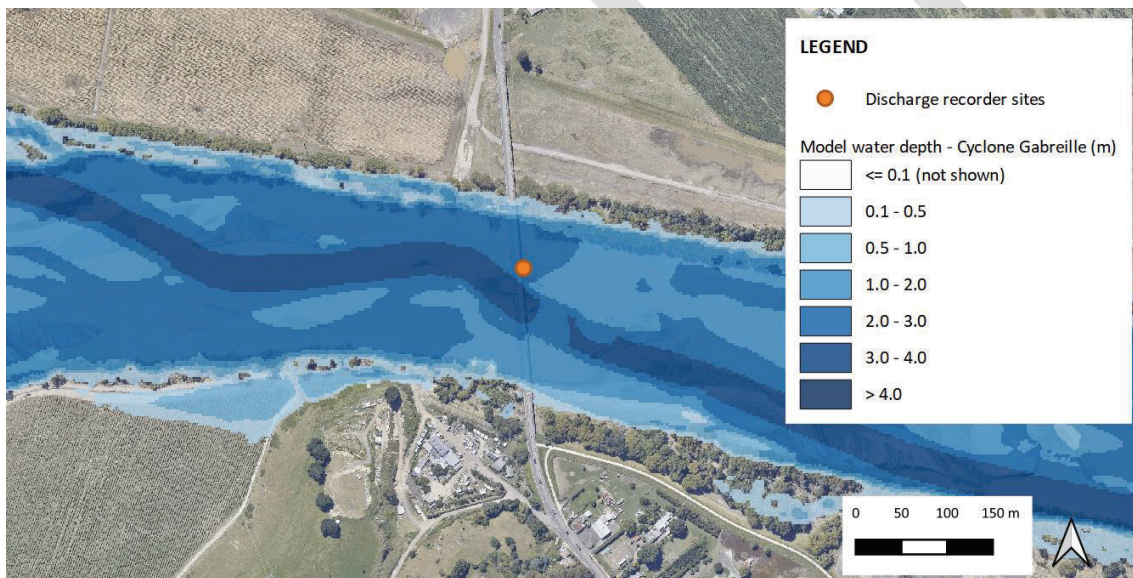 LEGEND
Discharge recorder sites
Model water depth - Cyclone Gabreille (m)
<= 0.1 (not shown)
0.1 - 0.5
0.5 - 1.0
1.0 - 2.0
2.0 - 3.0
3.0 - 4.0
> 4.0
0 50 100 150 m